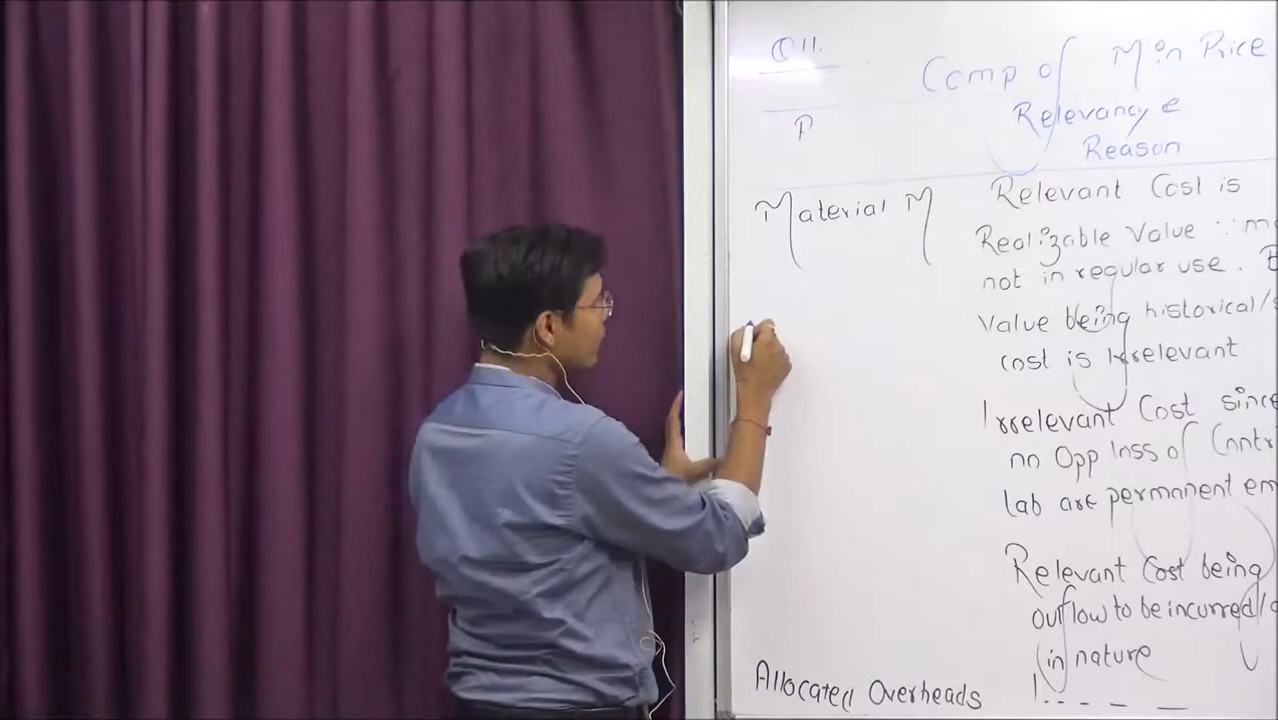 Q 11.
Comp of Min Price
P
Relevancy e
Reason
Material M
Relevant Cost is
Realizable Value ∵ m
not in regular use.
Value being historical/
cost is Irrelevant
Irrelevant Cost since
no Opp loss of Contr
lab are permanent em
Relevant Cost being
outflow to be incurred/
in nature
Allocated Overheads